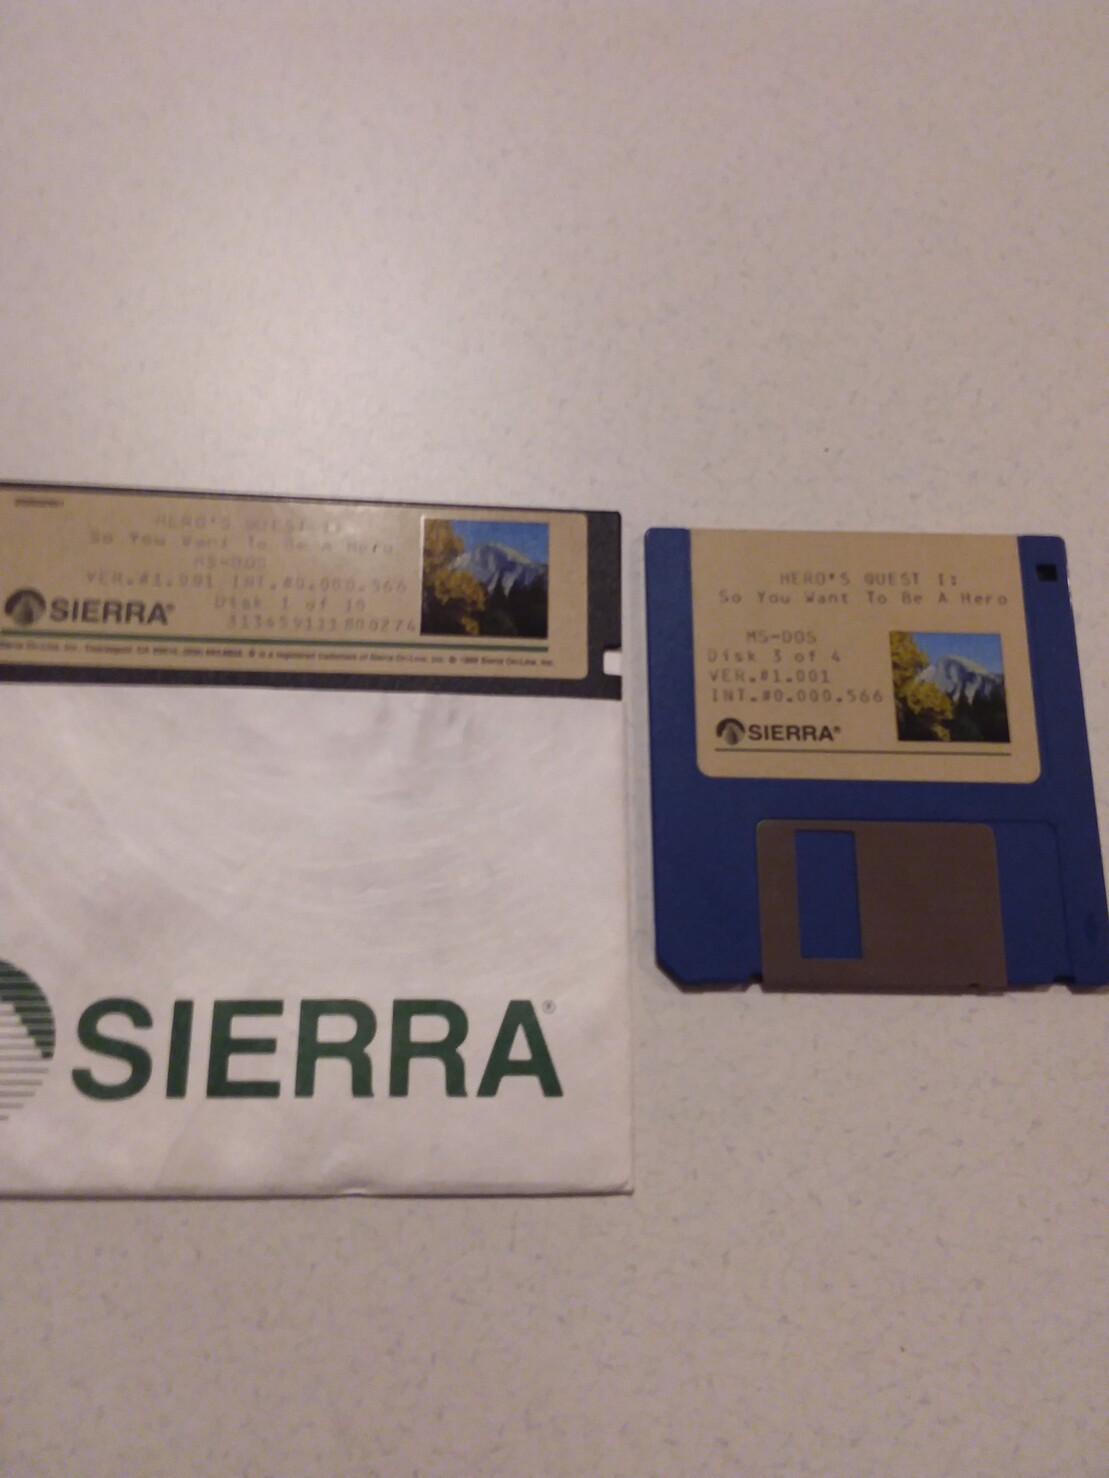 HERO'S QUEST I:
So You Want To Be A Hero
MS-DOS
VER.#1.001 INT.#0.000.566
Disk 1 of 10
SIERRA®
SIERRA®
HERO'S QUEST I:
So You Want To Be A Hero
MS-DOS
Disk 3 of 4
VER.#1.001
INT.#0.000.566
SIERRA®